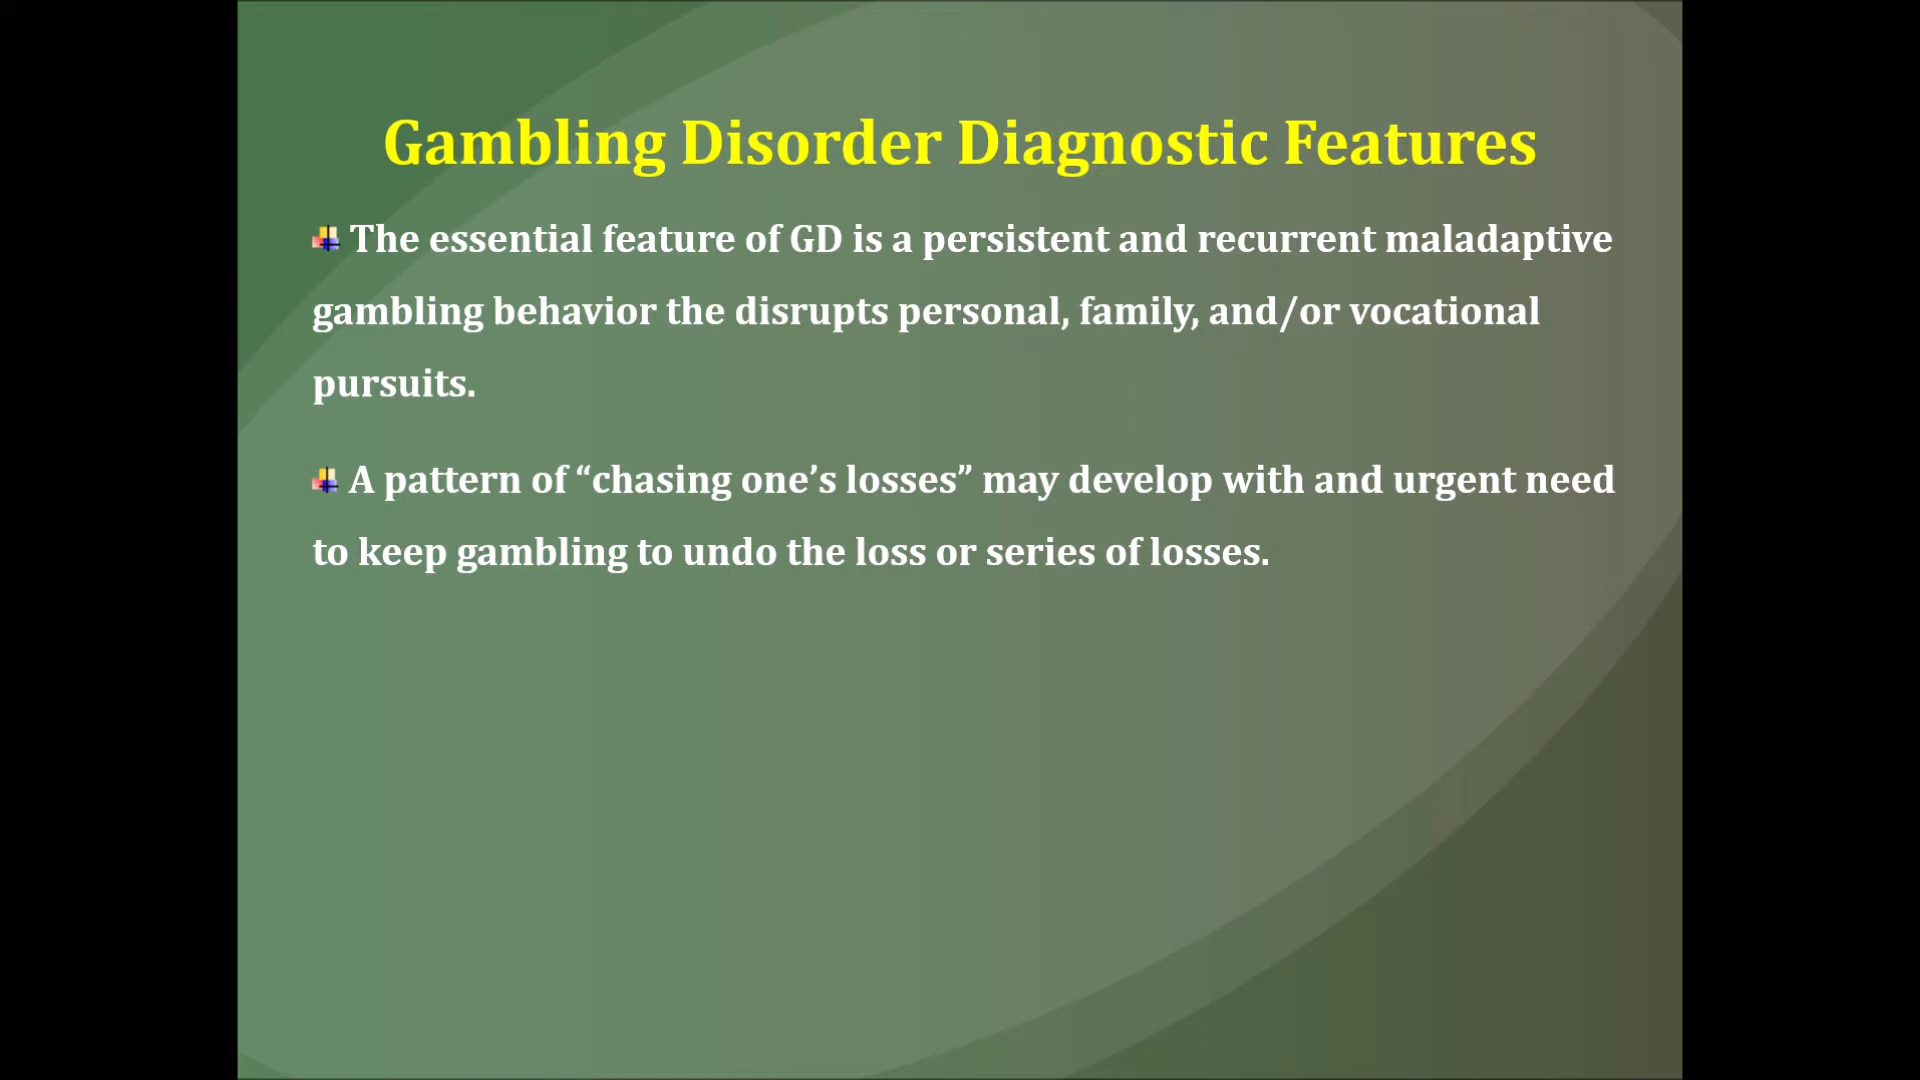 Gambling Disorder Diagnostic Features
The essential feature of GD is a persistent and recurrent maladaptive
gambling behavior the disrupts personal, family, and/or vocational
pursuits.
A pattern of “chasing one’s losses” may develop with and urgent need
to keep gambling to undo the loss or series of losses.